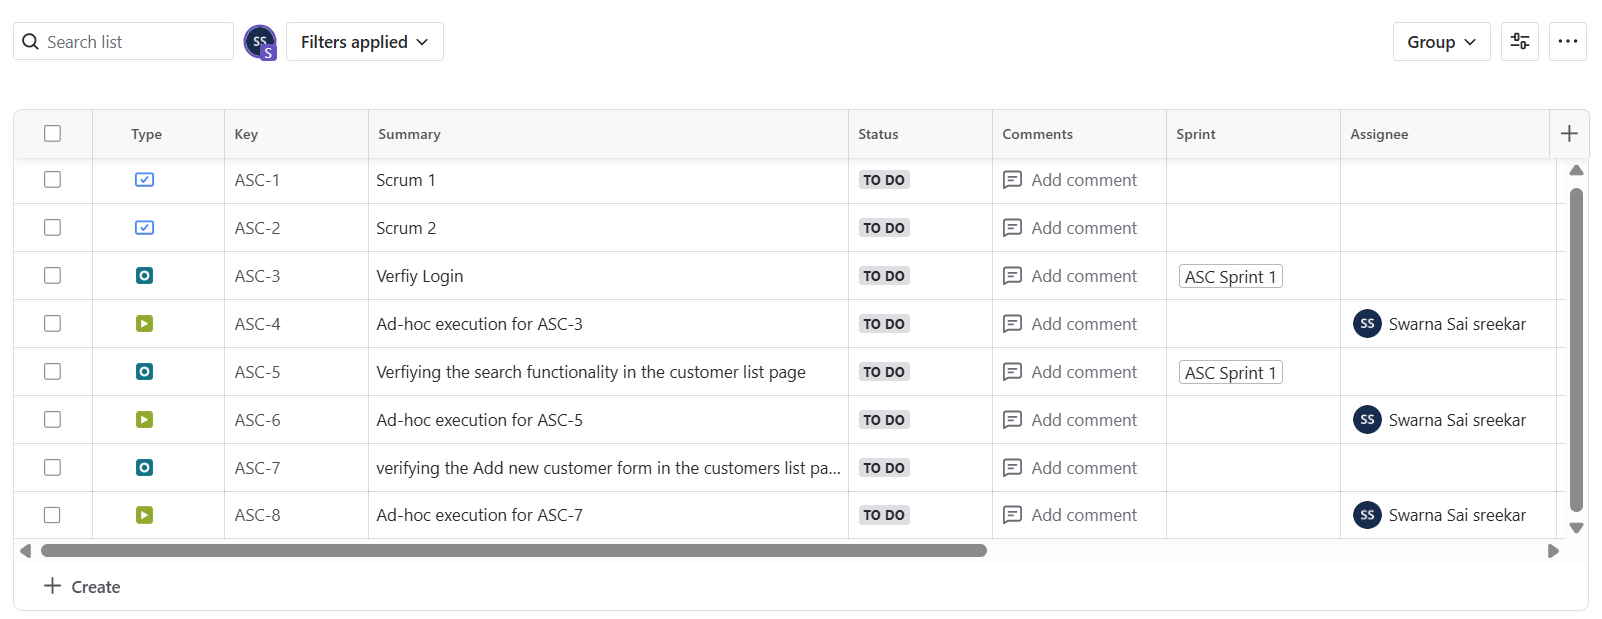 Search list SS S Filters applied Group
Type Key Summary Status Comments Sprint Assignee
ASC-1 Scrum 1 TO DO Add comment
ASC-2 Scrum 2 TO DO Add comment
ASC-3 Verfiy Login TO DO Add comment ASC Sprint 1
ASC-4 Ad-hoc execution for ASC-3 TO DO Add comment SS Swarna Sai sreekar
ASC-5 Verfiying the search functionality in the customer list page TO DO Add comment ASC Sprint 1
ASC-6 Ad-hoc execution for ASC-5 TO DO Add comment SS Swarna Sai sreekar
ASC-7 verifying the Add new customer form in the customers list pa... TO DO Add comment
ASC-8 Ad-hoc execution for ASC-7 TO DO Add comment SS Swarna Sai sreekar
Create